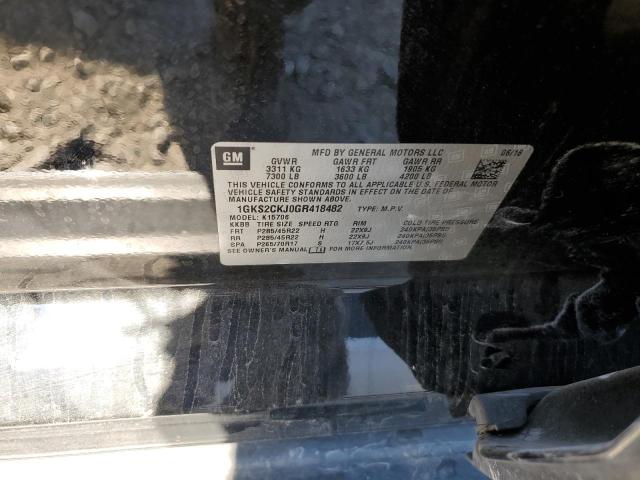 GM
MFD BY GENERAL MOTORS LLC 06/16
GVWR GAWR FRT GAWR RR
3311 KG 1633 KG 1905 KG
7300 LB 3600 LB 4200 LB
THIS VEHICLE CONFORMS TO ALL APPLICABLE U.S. FEDERAL MOTOR
VEHICLE SAFETY STANDARDS IN EFFECT ON THE DATE OF
MANUFACTURE SHOWN ABOVE.
1GKS2CKJ0GR418482 TYPE: M.P.V.
MODEL: K15706
KKBB TIRE SIZE SPEED RTG RIM COLD TIRE PRESSURE
FRT P285/45R22 H 22X9J 240KPA(35PSI)
RR P285/45R22 H 22X9J 240KPA(35PSI)
SPA P265/70R17 S 17X7.5J 240KPA(35PSI)
SEE OWNER'S MANUAL